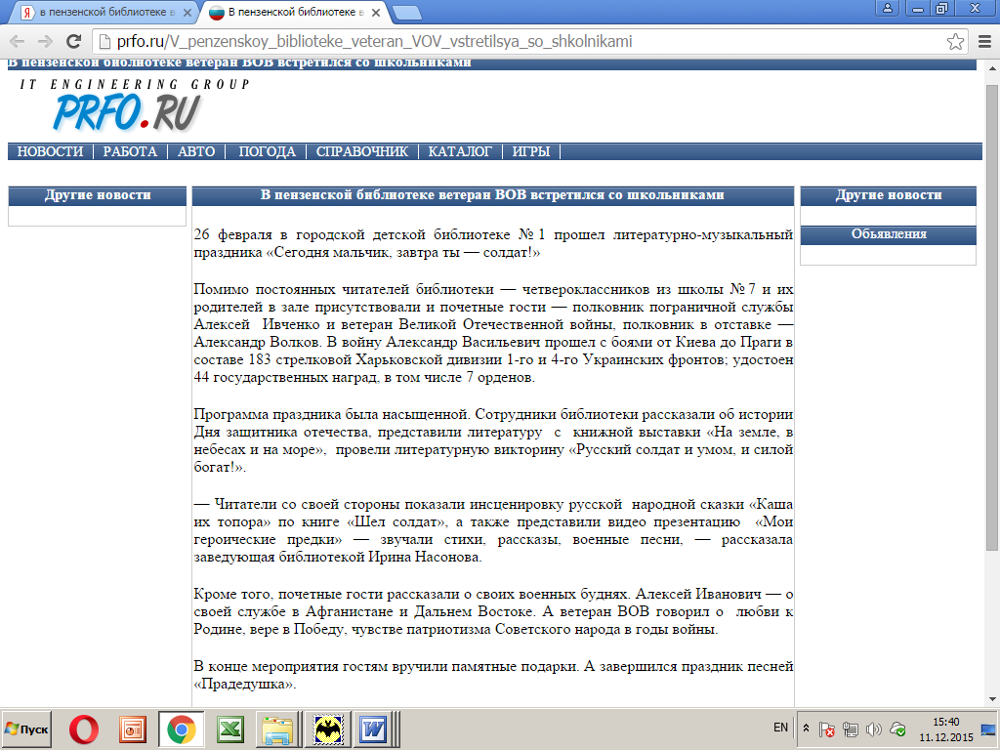 в пензенской библиотеке в
В пензенской библиотеке в
prfo.ru/V_penzenskoy_biblioteke_veteran_VOV_vstretilsya_so_shkolnikami
В пензенской библиотеке ветеран ВОВ встретился со школьниками
IT ENGINEERING GROUP
PRFO.RU
НОВОСТИ РАБОТА АВТО ПОГОДА СПРАВОЧНИК КАТАЛОГ ИГРЫ
Другие новости
В пензенской библиотеке ветеран ВОВ встретился со школьниками
26 февраля в городской детской библиотеке №1 прошел литературно-музыкальный
праздника «Сегодня мальчик, завтра ты — солдат!»
Помимо постоянных читателей библиотеки — четвероклассников из школы №7 и их
родителей в зале присутствовали и почетные гости — полковник пограничной службы
Алексей Ивченко и ветеран Великой Отечественной войны, полковник в отставке —
Александр Волков. В войну Александр Васильевич прошел с боями от Киева до Праги в
составе 183 стрелковой Харьковской дивизии 1-го и 4-го Украинских фронтов; удостоен
44 государственных наград, в том числе 7 орденов.
Программа праздника была насыщенной. Сотрудники библиотеки рассказали об истории
Дня защитника отечества, представили литературу с книжной выставки «На земле, в
небесах и на море», провели литературную викторину «Русский солдат и умом, и силой
богат!».
— Читатели со своей стороны показали инсценировку русской народной сказки «Каша
их топора» по книге «Шел солдат», а также представили видео презентацию «Мои
героические предки» — звучали стихи, рассказы, военные песни, — рассказала
заведующая библиотекой Ирина Насонова.
Кроме того, почетные гости рассказали о своих военных буднях. Алексей Иванович — о
своей службе в Афганистане и Дальнем Востоке. А ветеран ВОВ говорил о любви к
Родине, вере в Победу, чувстве патриотизма Советского народа в годы войны.
В конце мероприятия гостям вручили памятные подарки. А завершился праздник песней
«Прадедушка».
Другие новости
Объявления
Пуск
EN
15:40
11.12.2015